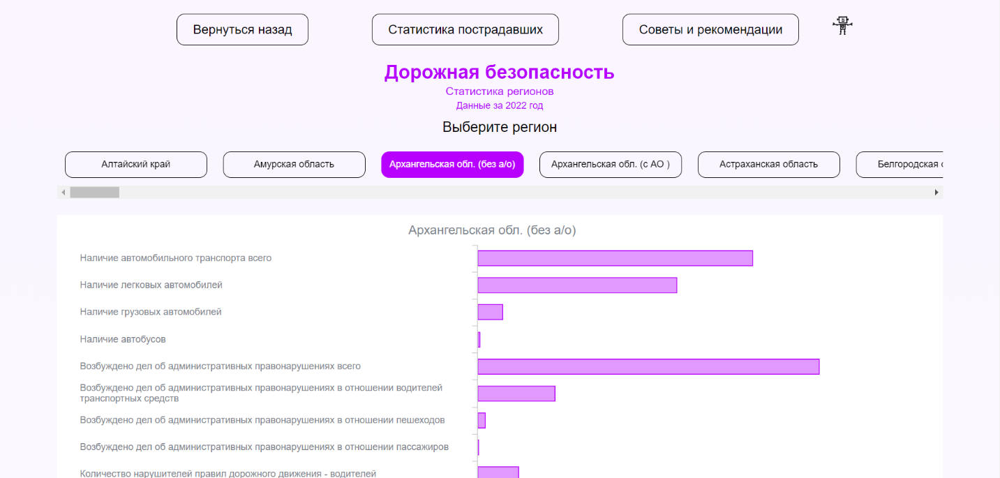 Вернуться назад
Статистика пострадавших
Советы и рекомендации
Дорожная безопасность
Статистика регионов
Данные за 2022 год
Выберите регион
Алтайский край
Амурская область
Архангельская обл. (без а/о)
Архангельская обл. (с АО )
Астраханская область
Белгородская
Архангельская обл. (без а/о)
Наличие автомобильного транспорта всего
Наличие легковых автомобилей
Наличие грузовых автомобилей
Наличие автобусов
Возбуждено дел об административных правонарушениях всего
Возбуждено дел об административных правонарушениях в отношении водителей
транспортных средств
Возбуждено дел об административных правонарушениях в отношении пешеходов
Возбуждено дел об административных правонарушениях в отношении пассажиров
Количество нарушителей правил дорожного движения - водителей